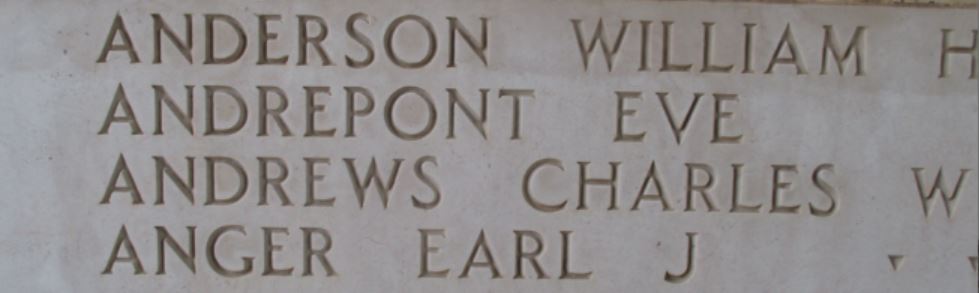 ANDERSON WILLIAM H
ANDREPONT EVE
ANDREWS CHARLES W
ANGER EARL J